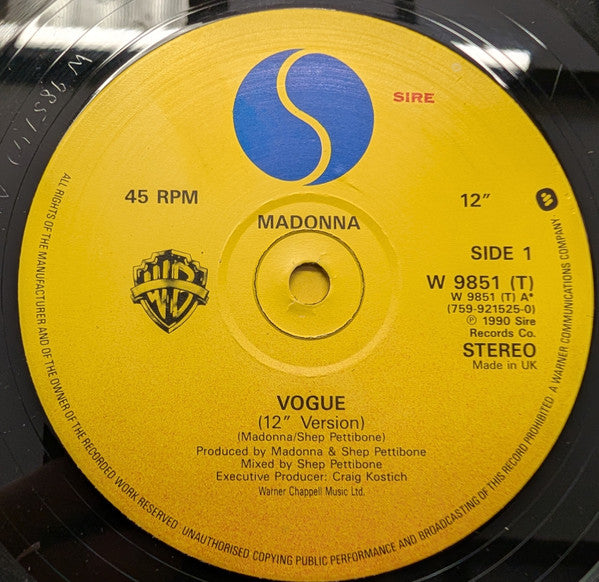 SIRE
45 RPM
12"
MADONNA
SIDE 1
W 9851 (T)
W 9851 (T) A*
(759-921525-0)
℗ 1990 Sire
Records Co.
STEREO
Made in UK
VOGUE
(12" Version)
(Madonna/Shep Pettibone)
Produced by Madonna & Shep Pettibone
Mixed by Shep Pettibone
Executive Producer: Craig Kostich
Warner Chappell Music Ltd.
ALL RIGHTS OF THE MANUFACTURER AND OF THE OWNER OF THE RECORDED WORK RESERVED · UNAUTHORISED COPYING PUBLIC PERFORMANCE AND BROADCASTING OF THIS RECORD PROHIBITED · A WARNER COMMUNICATIONS COMPANY